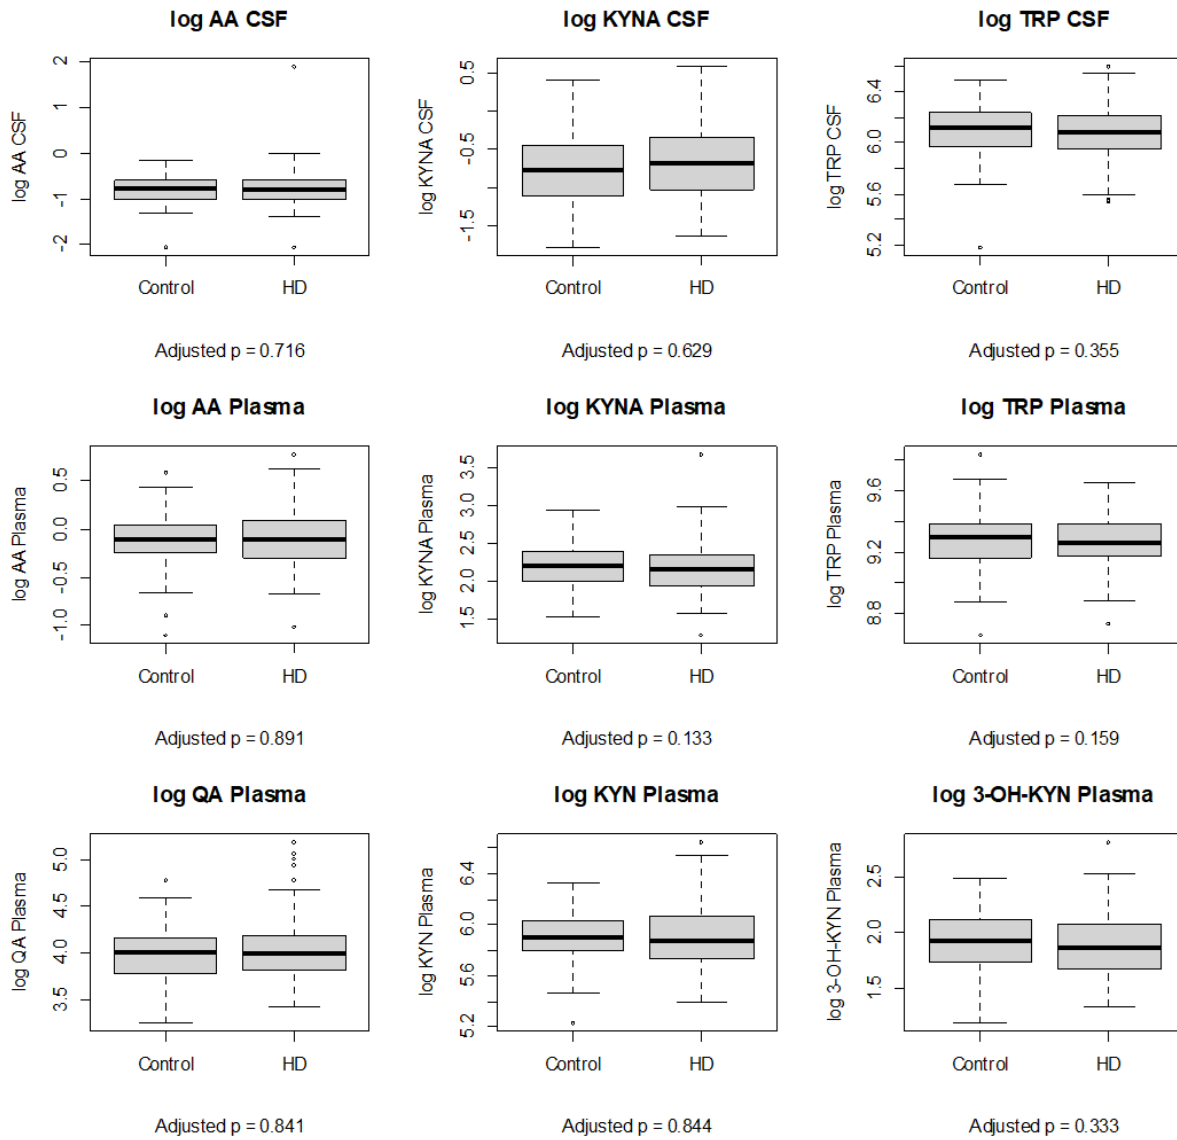 log AA CSF
log AA CSF
2
1
0
-1
-2
Control HD
Adjusted p = 0.716
log KYNA CSF
log KYNA CSF
0.5
-0.5
-1.5
Control HD
Adjusted p = 0.629
log TRP CSF
log TRP CSF
6.4
6.0
5.6
5.2
Control HD
Adjusted p = 0.355
log AA Plasma
log AA Plasma
0.5
0.0
-0.5
-1.0
Control HD
Adjusted p = 0.891
log KYNA Plasma
log KYNA Plasma
3.5
3.0
2.5
2.0
1.5
Control HD
Adjusted p = 0.133
log TRP Plasma
log TRP Plasma
9.6
9.2
8.8
Control HD
Adjusted p = 0.159
log QA Plasma
log QA Plasma
5.0
4.5
4.0
3.5
Control HD
Adjusted p = 0.841
log KYN Plasma
log KYN Plasma
6.4
6.0
5.6
5.2
Control HD
Adjusted p = 0.844
log 3-OH-KYN Plasma
log 3-OH-KYN Plasma
2.5
2.0
1.5
Control HD
Adjusted p = 0.333